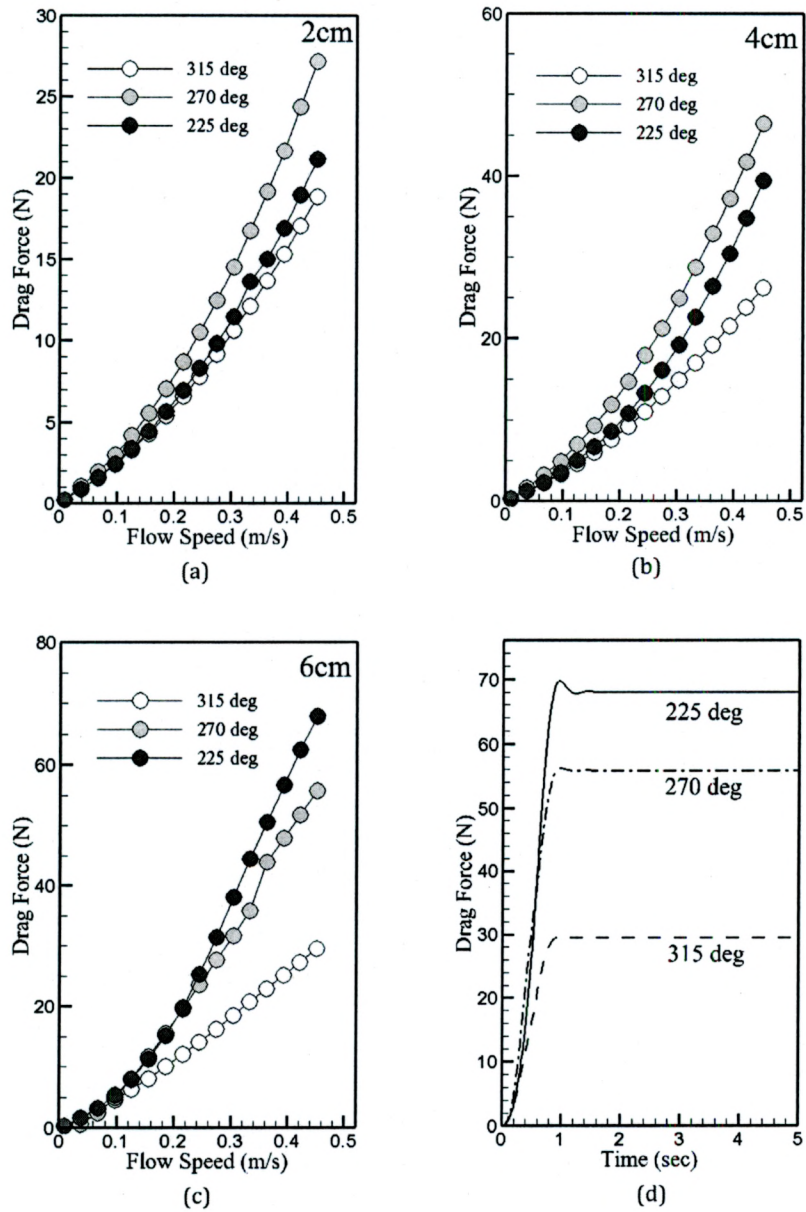 2cm
315 deg
270 deg
225 deg
30
25
20
15
10
5
0
Drag Force (N)
0 0.1 0.2 0.3 0.4 0.5
Flow Speed (m/s)
(a)
4cm
315 deg
270 deg
225 deg
60
40
20
0
Drag Force (N)
0 0.1 0.2 0.3 0.4 0.5
Flow Speed (m/s)
(b)
6cm
315 deg
270 deg
225 deg
80
60
40
20
0
Drag Force (N)
0 0.1 0.2 0.3 0.4 0.5
Flow Speed (m/s)
(c)
70
60
50
40
30
20
10
0
Drag Force (N)
225 deg
270 deg
315 deg
0 1 2 3 4 5
Time (sec)
(d)